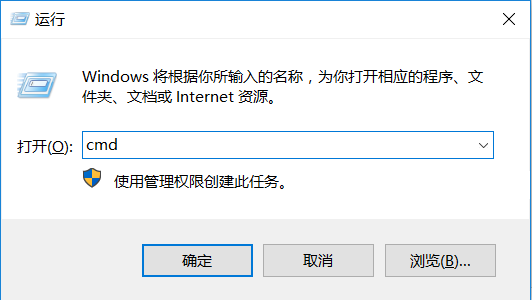 运行
Windows 将根据你所输入的名称，为你打开相应的程序、文
件夹、文档或 Internet 资源。
打开(O): cmd
使用管理权限创建此任务。
确定 取消 浏览(B)...